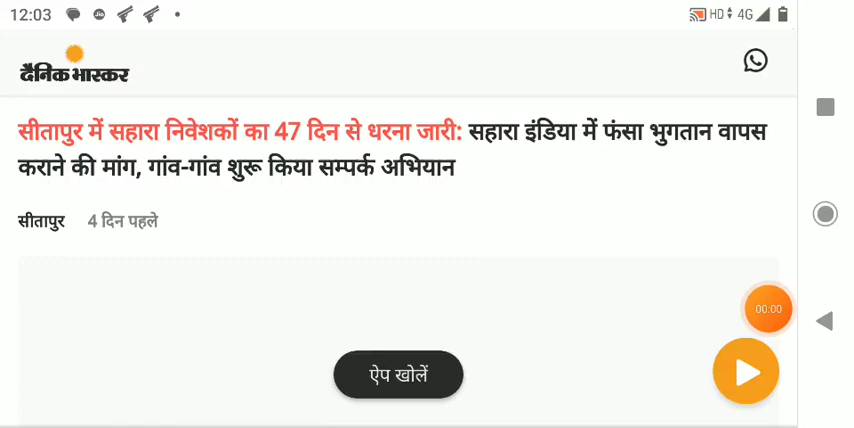 12:03 Jio HD 4G
दैनिक भास्कर
सीतापुर में सहारा निवेशकों का 47 दिन से धरना जारी: सहारा इंडिया में फंसा भुगतान वापस
कराने की मांग, गांव-गांव शुरू किया सम्पर्क अभियान
सीतापुर 4 दिन पहले
00:00
ऐप खोलें